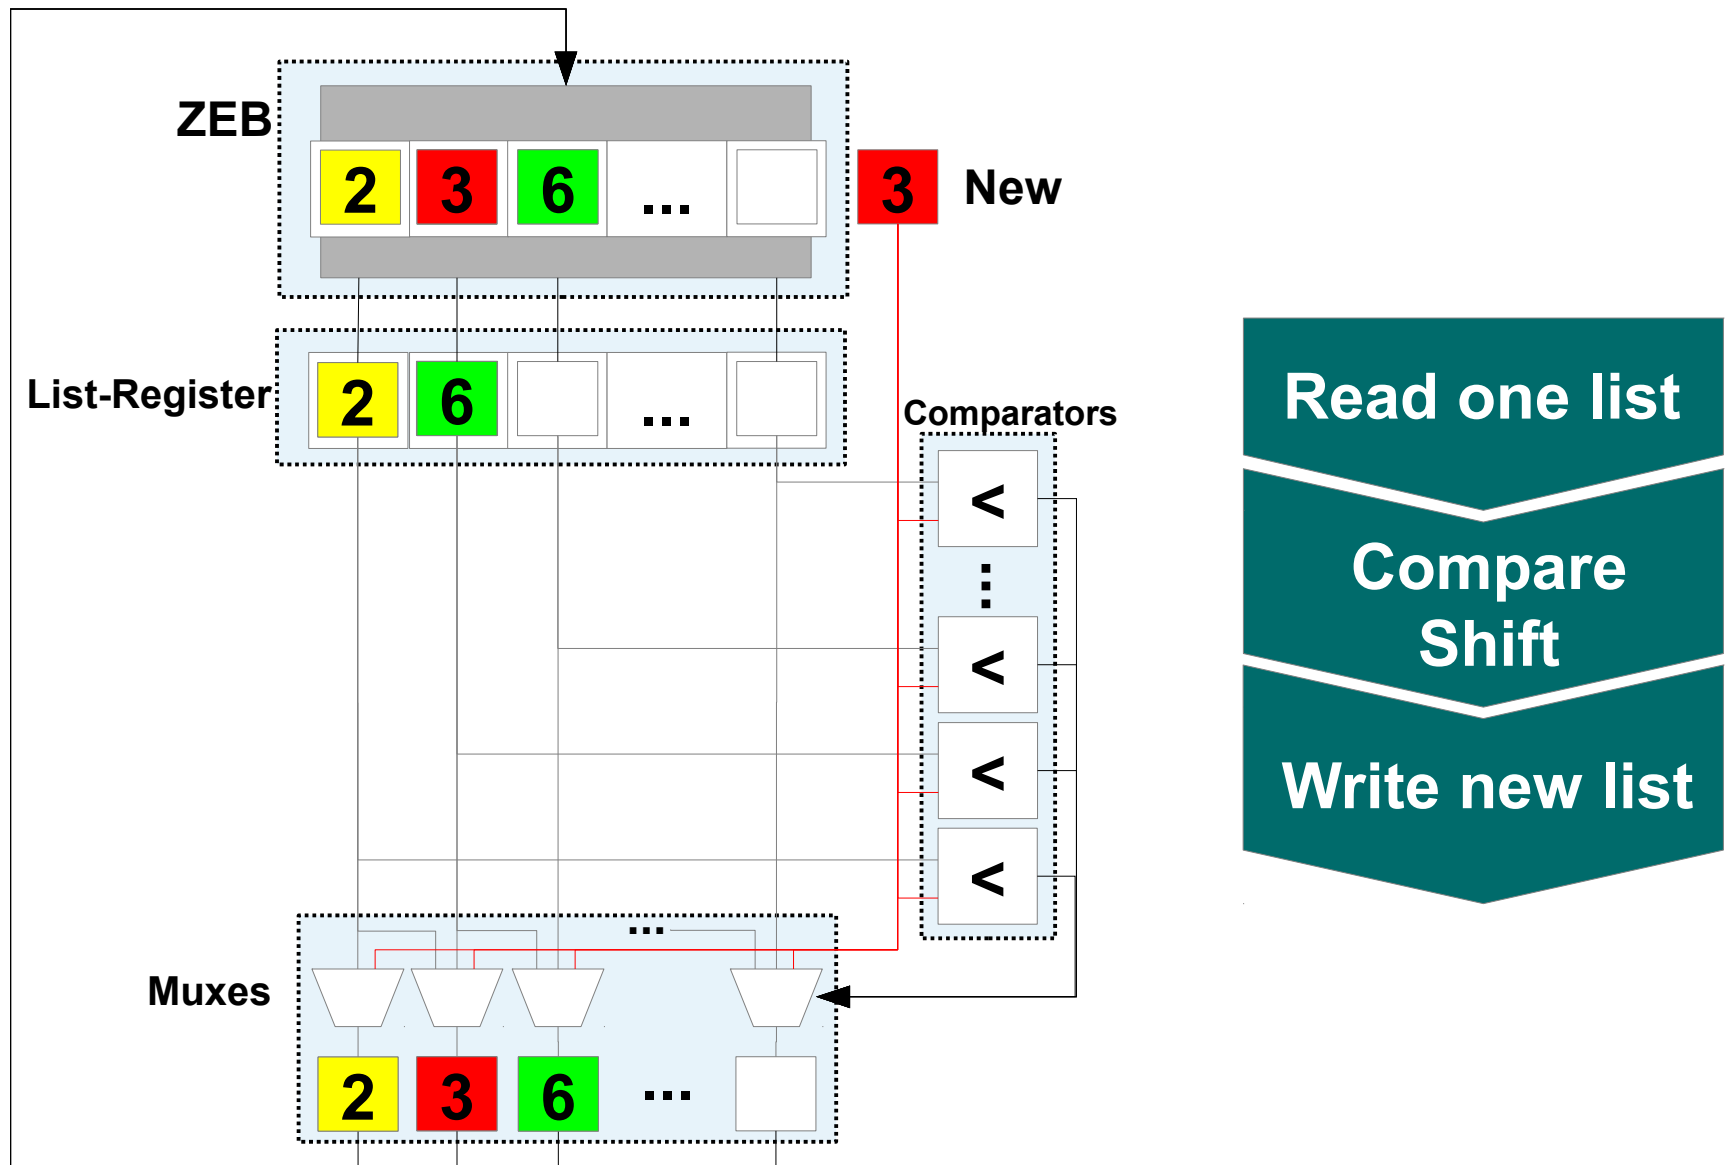 ZEB
2 3 6 ... 3 New
List-Register
2 6 ...
Comparators
<
...
<
<
<
...
Muxes
2 3 6 ...
Read one list
Compare
Shift
Write new list